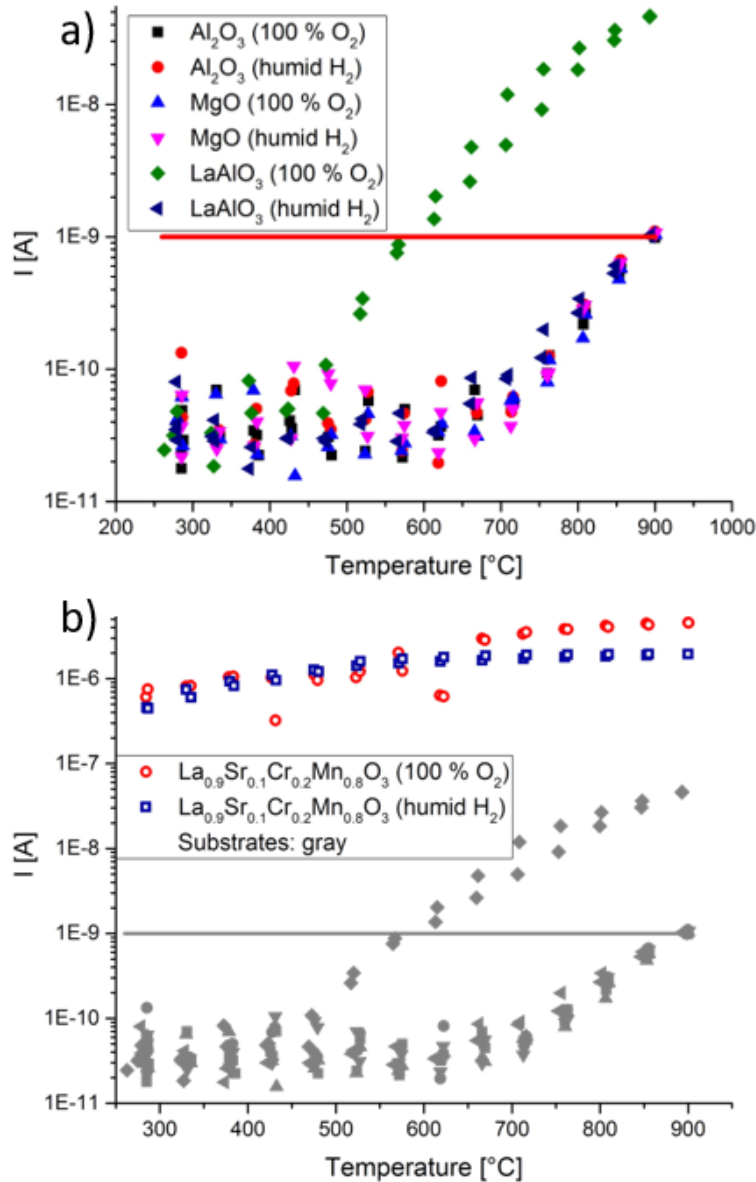 a)
Al₂O₃ (100 % O₂)
Al₂O₃ (humid H₂)
MgO (100 % O₂)
MgO (humid H₂)
LaAlO₃ (100 % O₂)
LaAlO₃ (humid H₂)
1E-8
1E-9
1E-10
1E-11
I [A]
200 300 400 500 600 700 800 900 1000
Temperature [°C]
b)
1E-6
1E-7
La₀.₉Sr₀.₁Cr₀.₂Mn₀.₈O₃ (100 % O₂)
La₀.₉Sr₀.₁Cr₀.₂Mn₀.₈O₃ (humid H₂)
Substrates: gray
1E-8
1E-9
1E-10
1E-11
I [A]
300 400 500 600 700 800 900
Temperature [°C]